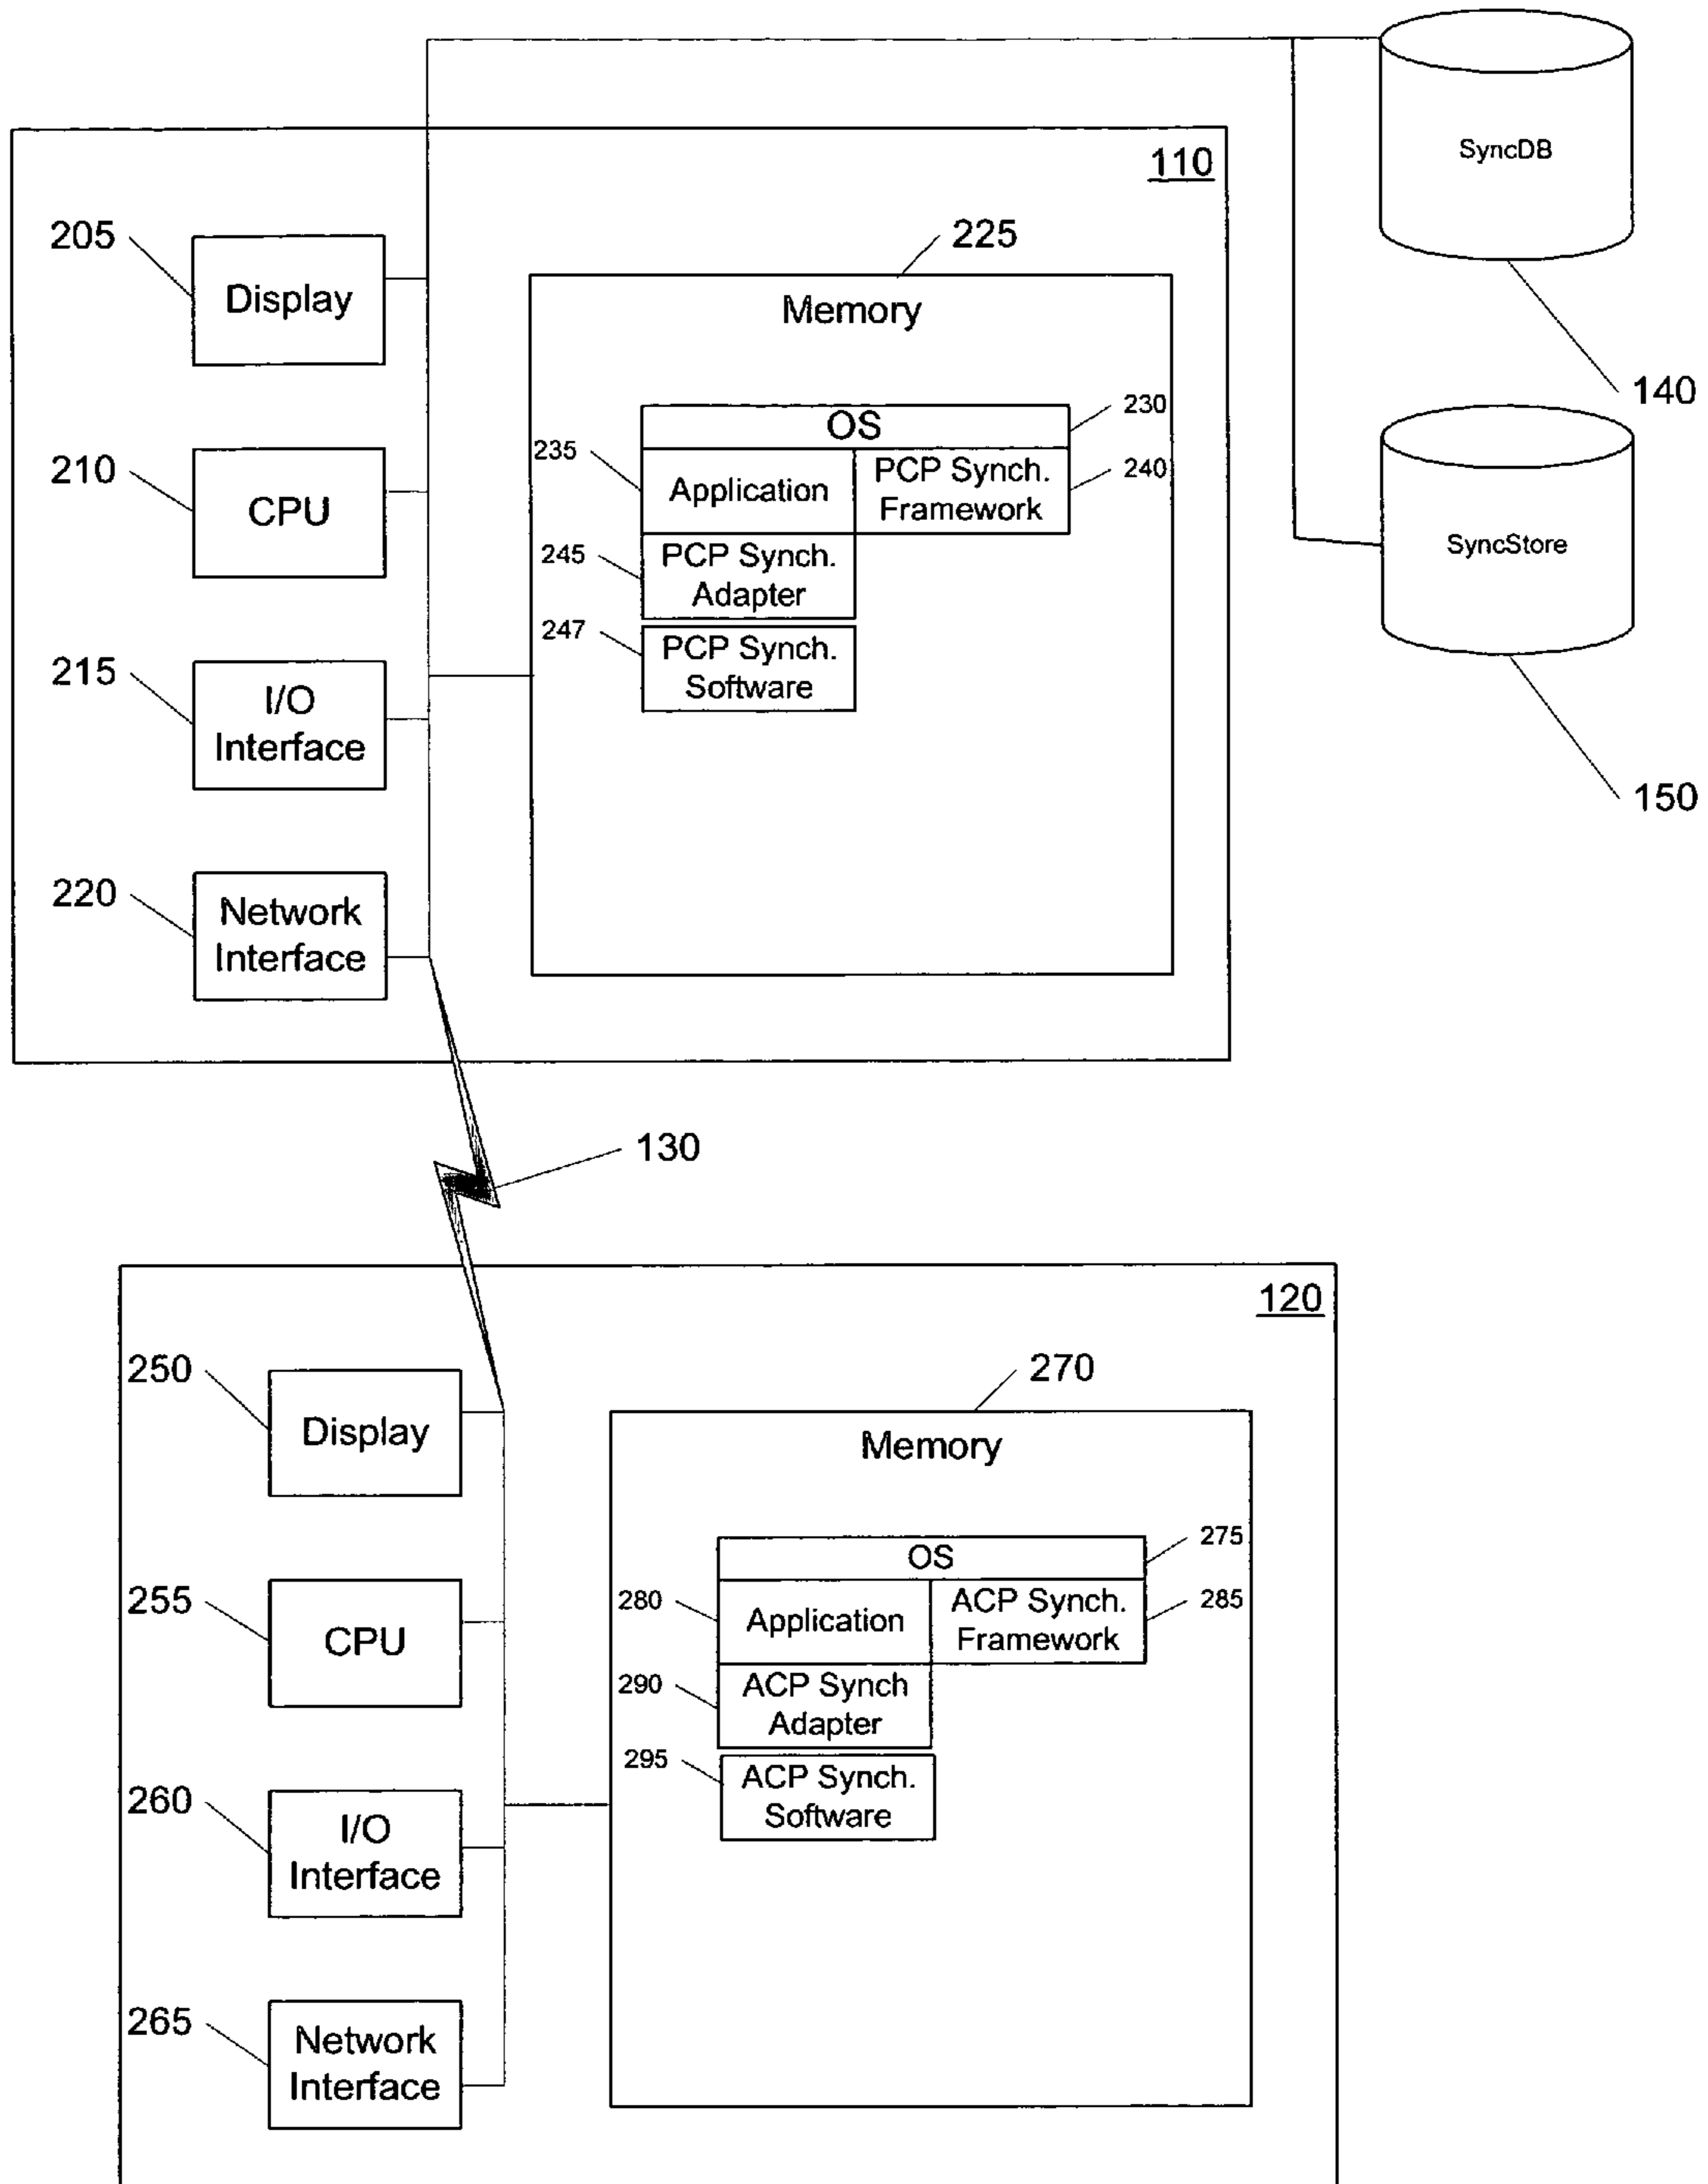 SyncDB
110
205
225
Display
Memory
140
230
OS
235
PCP Synch.
Framework
240
Application
210
CPU
245
PCP Synch.
Adapter
SyncStore
247
PCP Synch.
Software
215
I/O
Interface
150
220
Network
Interface
130
120
250
270
Display
Memory
275
OS
280
ACP Synch.
Framework
285
Application
255
CPU
290
ACP Synch
Adapter
295
ACP Synch.
Software
260
I/O
Interface
265
Network
Interface